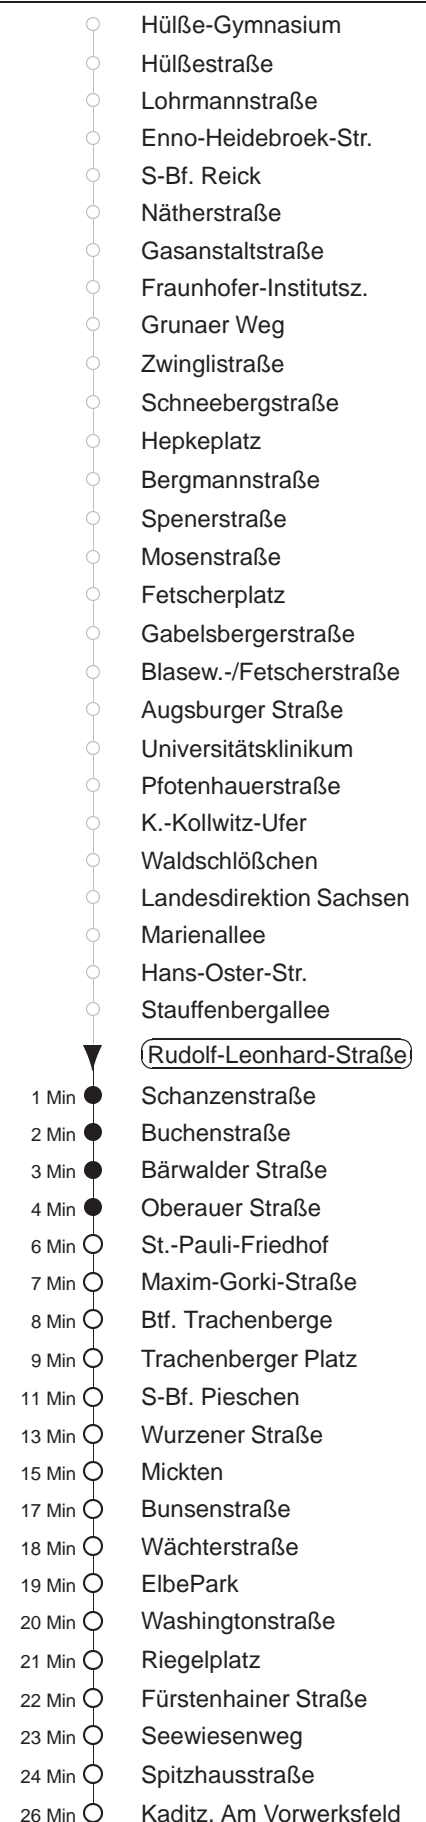 Hülße-Gymnasium
Hülßestraße
Lohrmannstraße
Enno-Heidebroek-Str.
S-Bf. Reick
Nätherstraße
Gasanstaltstraße
Fraunhofer-Institutsz.
Grunaer Weg
Zwinglistraße
Schneebergstraße
Hepkeplatz
Bergmannstraße
Spenerstraße
Mosenstraße
Fetscherplatz
Gabelsbergerstraße
Blasew.-/Fetscherstraße
Augsburger Straße
Universitätsklinikum
Pfotenhauerstraße
K.-Kollwitz-Ufer
Waldschlößchen
Landesdirektion Sachsen
Marienallee
Hans-Oster-Str.
Stauffenbergallee
Rudolf-Leonhard-Straße
1 Min Schanzenstraße
2 Min Buchenstraße
3 Min Bärwalder Straße
4 Min Oberauer Straße
6 Min St.-Pauli-Friedhof
7 Min Maxim-Gorki-Straße
8 Min Btf. Trachenberge
9 Min Trachenberger Platz
11 Min S-Bf. Pieschen
13 Min Wurzener Straße
15 Min Mickten
17 Min Bunsenstraße
18 Min Wächterstraße
19 Min ElbePark
20 Min Washingtonstraße
21 Min Riegelplatz
22 Min Fürstenhainer Straße
23 Min Seewiesenweg
24 Min Spitzhausstraße
26 Min Kaditz, Am Vorwerksfeld